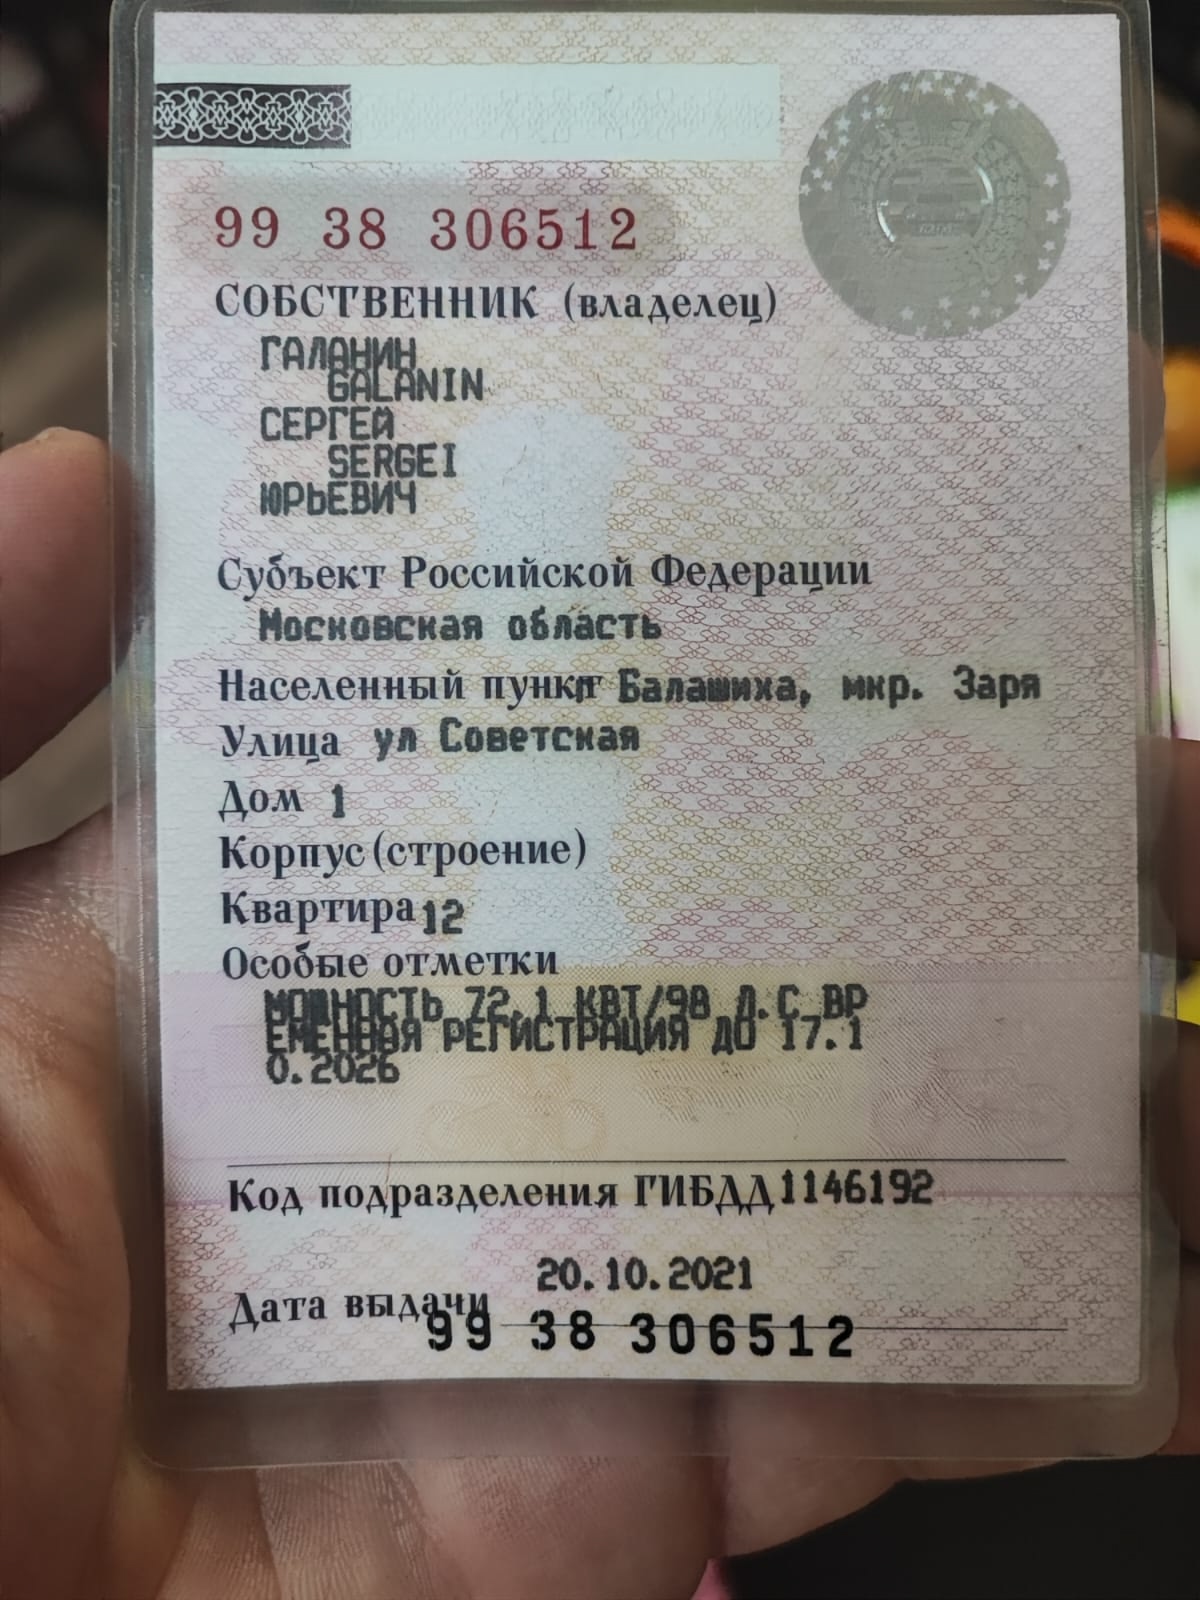 99 38 306512
СОБСТВЕННИК (владелец)
ГАЛАНИН
GALANIN
СЕРГЕЙ
SERGEI
ЮРЬЕВИЧ
Субъект Российской Федерации
Московская область
Населенный пункт Балашиха, мкр. Заря
Улица ул Советская
Дом 1
Корпус (строение)
Квартира 12
Особые отметки
МОЩНОСТЬ 72.1 КВТ/98 Л.С ВР
ЕМЕННАЯ РЕГИСТРАЦИЯ ДО 17.1
0.2026
Код подразделения ГИБДД 1146192
20.10.2021
Дата выдачи
99 38 306512